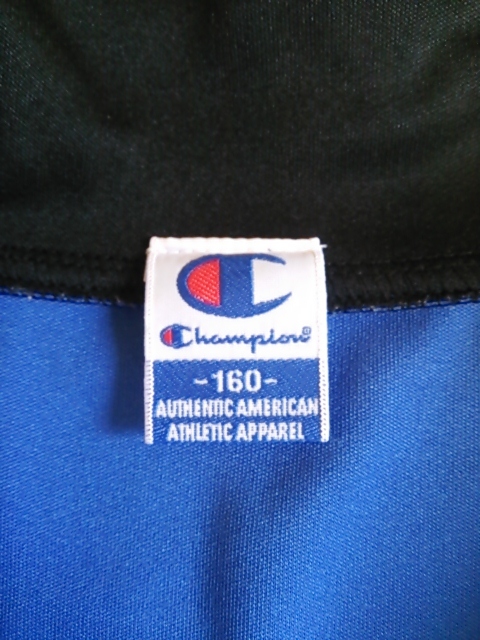 Champion®
-160-
AUTHENTIC AMERICAN
ATHLETIC APPAREL